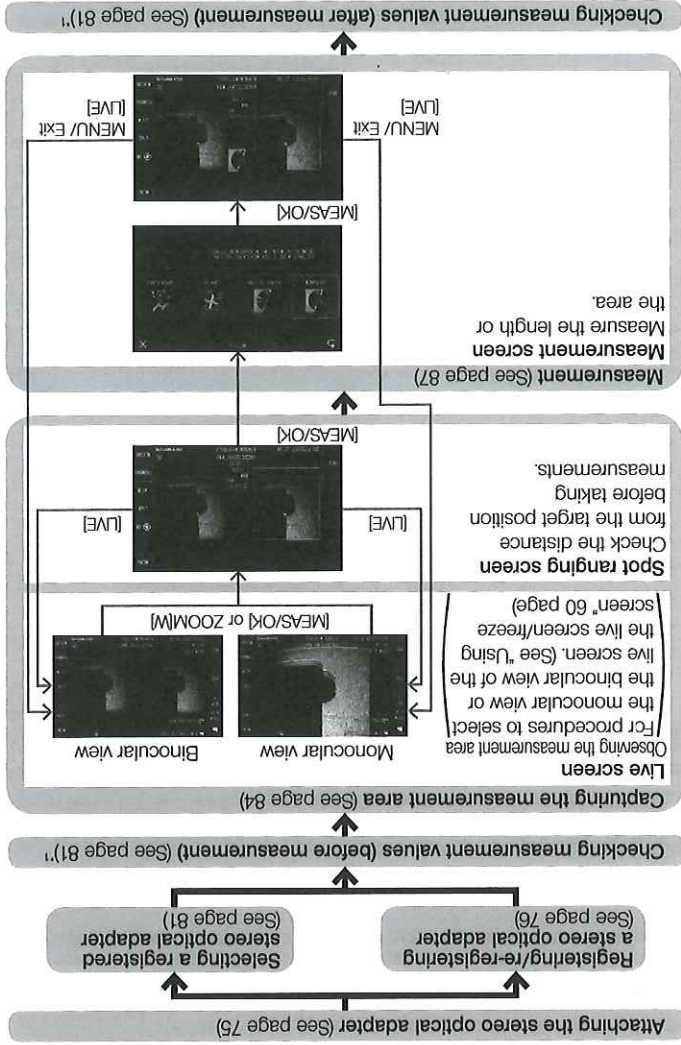 Attaching the stereo optical adapter (See page 75)
Registering/re-registering
a stereo optical adapter
(See page 76)
Selecting a registered
stereo optical adapter
(See page 81)
Checking measurement values (before measurement) (See page 81)*1
Capturing the measurement area (See page 84)
Live screen
Observing the measurement area
For procedures to select
the monocular view or
the binocular view of the
live screen. (See "Using
the live screen/freeze
screen" 60 page)
Monocular view
Binocular view
[MEAS/OK] or ZOOM[W]
Spot ranging screen
Check the distance
from the target position
before taking
measurements.
[LIVE]
[LIVE]
[MEAS/OK]
Measurement (See page 87)
Measurement screen
Measure the length or
the area.
[MEAS/OK]
MENU/ Exit
[LIVE]
MENU/ Exit
[LIVE]
Checking measurement values (after measurement) (See page 81)*1